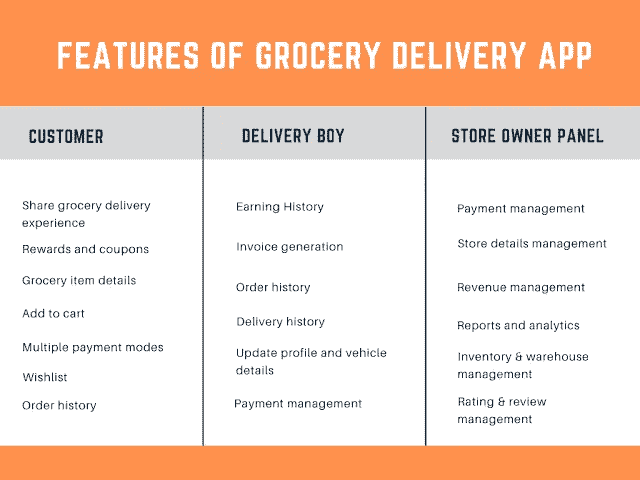 FEATURES OF GROCERY DELIVERY APP
CUSTOMER
Share grocery delivery
experience
Rewards and coupons
Grocery item details
Add to cart
Multiple payment modes
Wishlist
Order history
DELIVERY BOY
Earning History
Invoice generation
Order history
Delivery history
Update profile and vehicle
details
Payment management
STORE OWNER PANEL
Payment management
Store details management
Revenue management
Reports and analytics
Inventory & warehouse
management
Rating & review
management